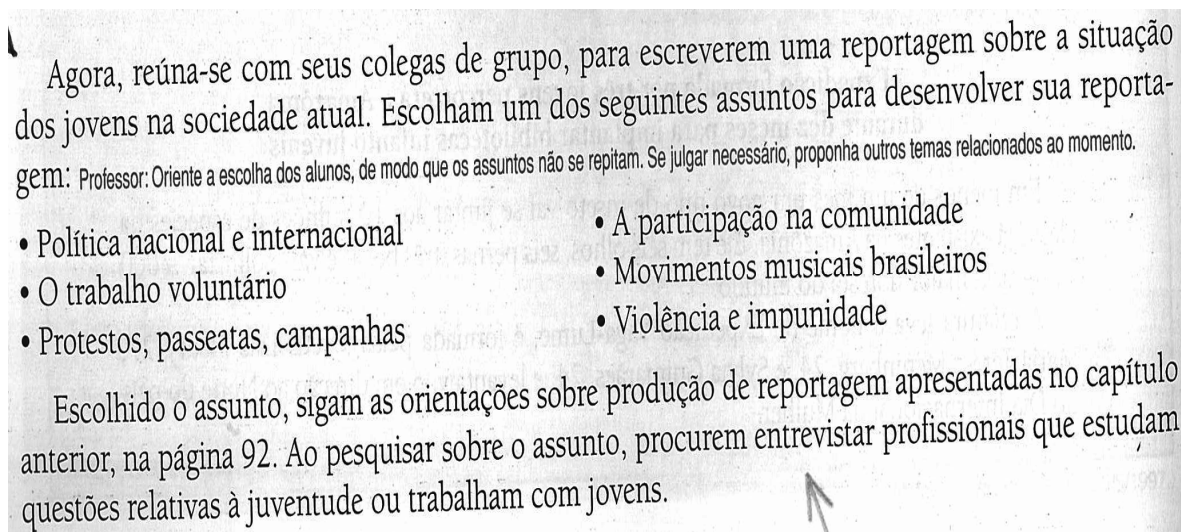 Agora, reúna-se com seus colegas de grupo, para escreverem uma reportagem sobre a situação
dos jovens na sociedade atual. Escolham um dos seguintes assuntos para desenvolver sua reporta-
gem: Professor: Oriente a escolha dos alunos, de modo que os assuntos não se repitam. Se julgar necessário, proponha outros temas relacionados ao momento.
• Política nacional e internacional
• O trabalho voluntário
• Protestos, passeatas, campanhas
• A participação na comunidade
• Movimentos musicais brasileiros
• Violência e impunidade
Escolhido o assunto, sigam as orientações sobre produção de reportagem apresentadas no capítulo
anterior, na página 92. Ao pesquisar sobre o assunto, procurem entrevistar profissionais que estudam
questões relativas à juventude ou trabalham com jovens.